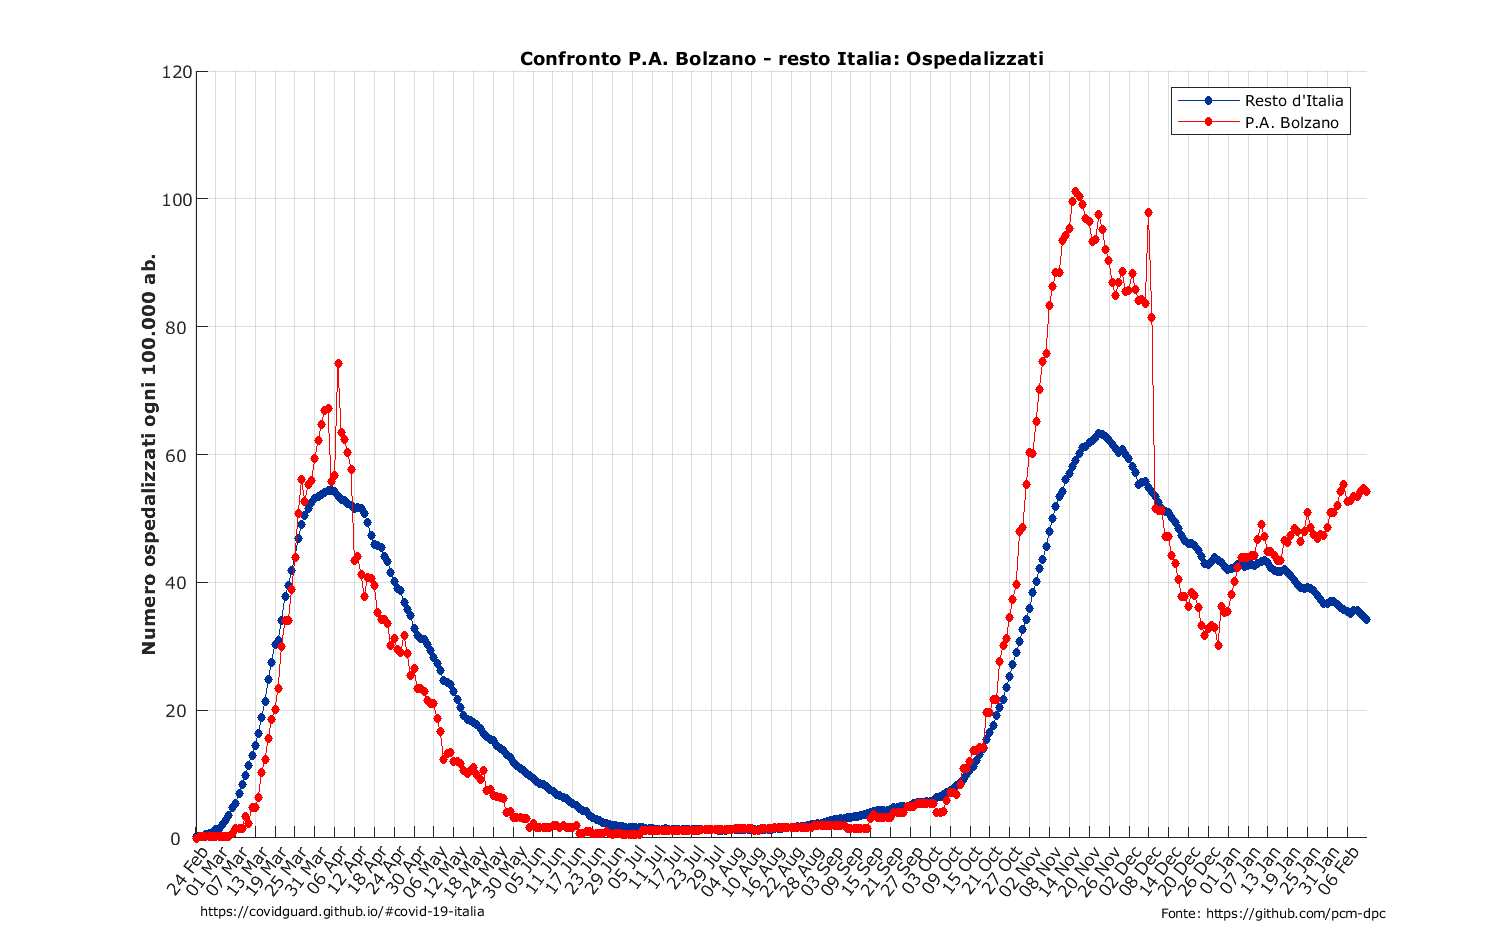 Confronto P.A. Bolzano - resto Italia: Ospedalizzati
Resto d'Italia
P.A. Bolzano
Numero ospedalizzati ogni 100.000 ab.
120
100
80
60
40
20
0
24 Feb
01 Mar
07 Mar
13 Mar
19 Mar
25 Mar
31 Mar
06 Apr
12 Apr
18 Apr
24 Apr
30 Apr
06 May
12 May
18 May
24 May
30 May
05 Jun
11 Jun
17 Jun
23 Jun
29 Jun
05 Jul
11 Jul
17 Jul
23 Jul
29 Jul
04 Aug
10 Aug
16 Aug
22 Aug
28 Aug
03 Sep
09 Sep
15 Sep
21 Sep
27 Sep
03 Oct
09 Oct
15 Oct
21 Oct
27 Oct
02 Nov
08 Nov
14 Nov
20 Nov
26 Nov
02 Dec
08 Dec
14 Dec
20 Dec
26 Dec
01 Jan
07 Jan
13 Jan
19 Jan
25 Jan
31 Jan
06 Feb
https://covidguard.github.io/#covid-19-italia
Fonte: https://github.com/pcm-dpc